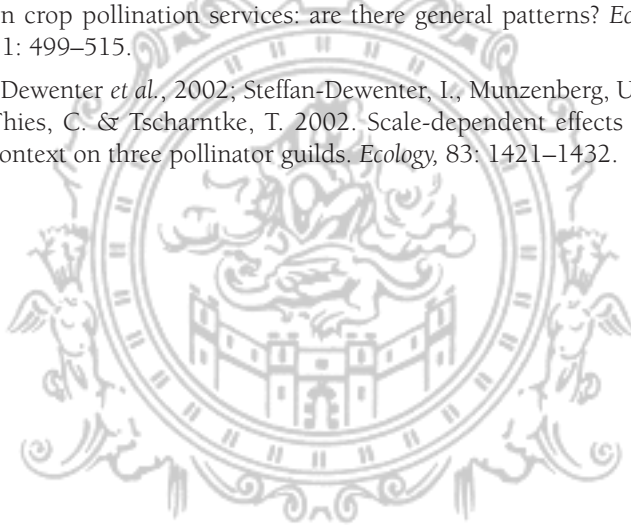 n crop pollination services: are there general patterns? Ec
1: 499–515.
Dewenter et al., 2002; Steffan-Dewenter, I., Munzenberg, U
Thies, C. & Tscharntke, T. 2002. Scale-dependent effects
ontext on three pollinator guilds. Ecology, 83: 1421–1432.